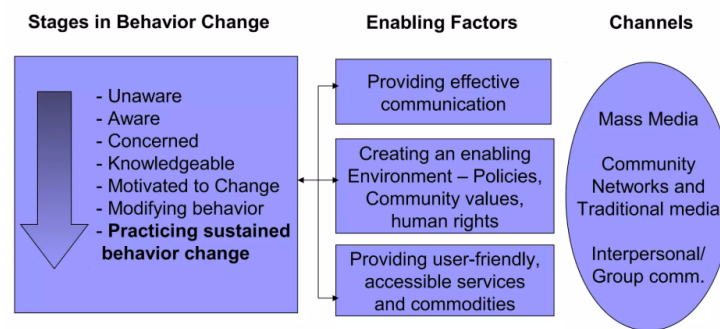 Stages in Behavior Change
- Unaware
- Aware
- Concerned
- Knowledgeable
- Motivated to Change
- Modifying behavior
- Practicing sustained
behavior change
Enabling Factors
Providing effective
communication
Creating an enabling
Environment – Policies,
Community values,
human rights
Providing user-friendly,
accessible services
and commodities
Channels
Mass Media
Community
Networks and
Traditional media
Interpersonal/
Group comm.